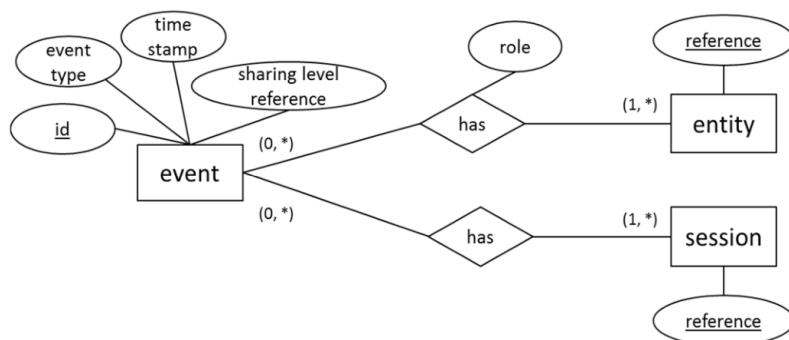 time
stamp
event
type
sharing level
reference
id
role
reference
(0, *)
has
(1, *)
entity
event
(0, *)
has
(1, *)
session
reference